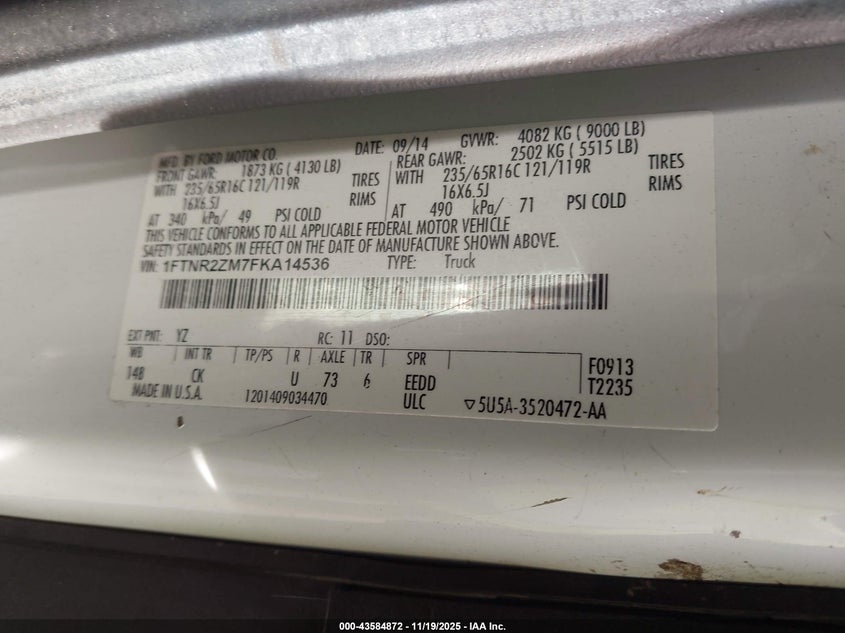 MFD. BY FORD MOTOR CO. DATE: 09/14 GVWR: 4082 KG ( 9000 LB)
FRONT GAWR: 1873 KG ( 4130 LB) REAR GAWR: 2502 KG ( 5515 LB)
WITH 235/65R16C 121/119R TIRES WITH 235/65R16C 121/119R TIRES
16X6.5J RIMS 16X6.5J RIMS
AT 340 kPa/ 49 PSI COLD AT 490 kPa/ 71 PSI COLD
THIS VEHICLE CONFORMS TO ALL APPLICABLE FEDERAL MOTOR VEHICLE
SAFETY STANDARDS IN EFFECT ON THE DATE OF MANUFACTURE SHOWN ABOVE.
VIN: 1FTNR2ZM7FKA14536 TYPE: Truck
EXT PNT: YZ RC: 11 DSO:
WB INT TR TP/PS R AXLE TR SPR F0913
148 CK U 73 6 EEDD T2235
MADE IN U.S.A. 1201409034470 ULC ▽5U5A-3520472-AA
000-43584872 | 11/19/2025 - IAA Inc.